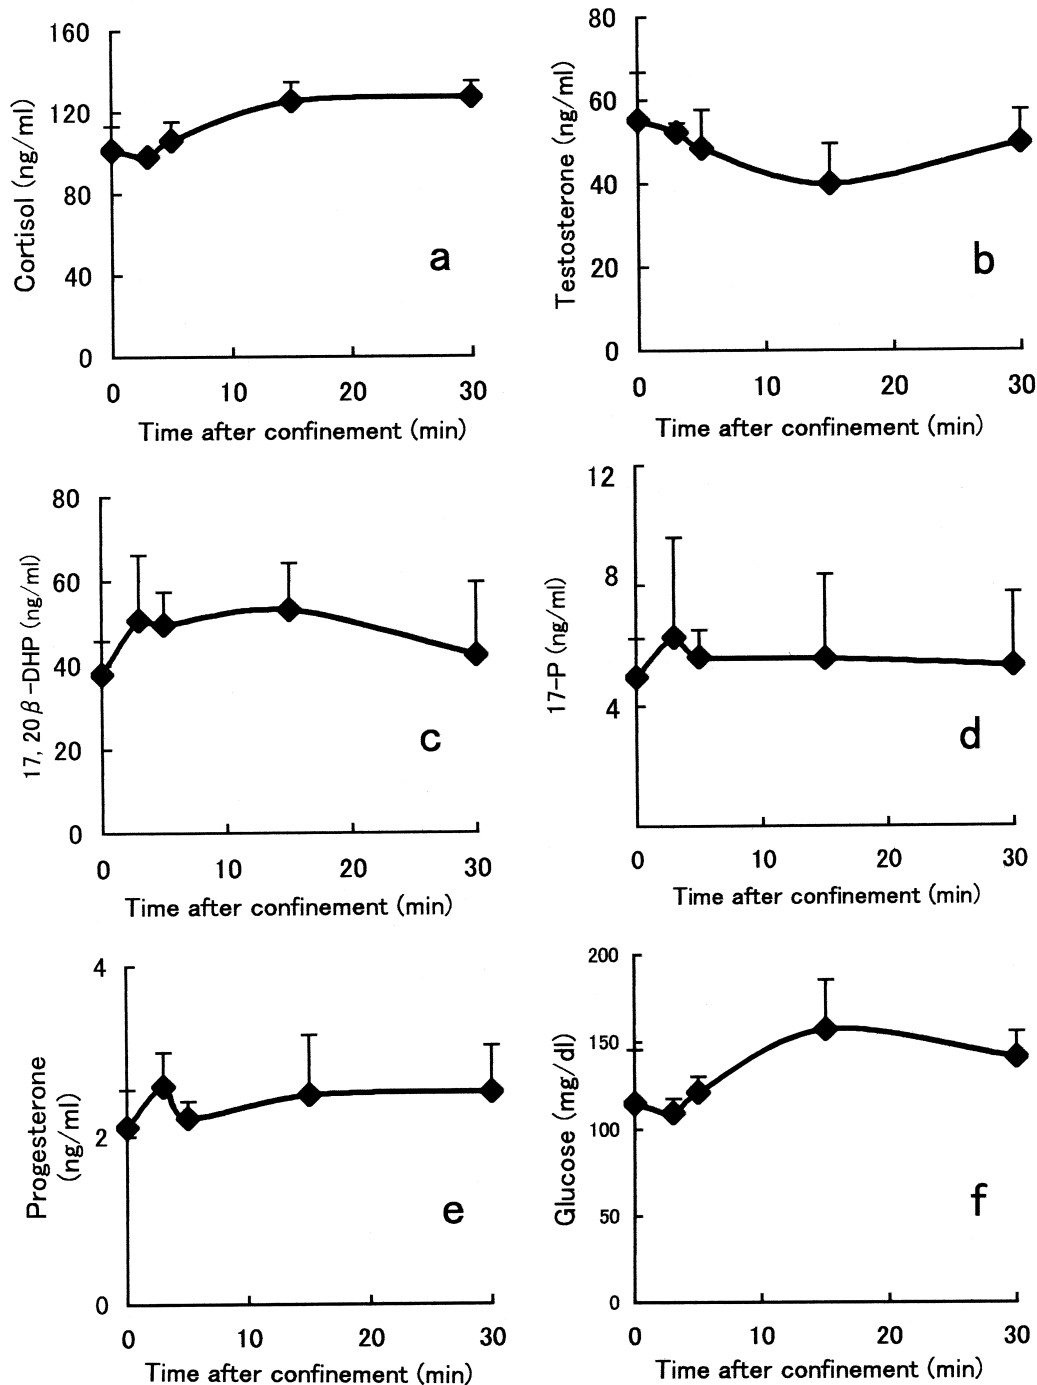 160
120
80
40
0
Cortisol (ng/ml)
a
0 10 20 30
Time after confinement (min)
80
60
40
20
0
Testosterone (ng/ml)
b
0 10 20 30
Time after confinement (min)
80
60
40
20
0
17, 20β-DHP (ng/ml)
c
0 10 20 30
Time after confinement (min)
12
8
4
17-P (ng/ml)
d
0 10 20 30
Time after confinement (min)
4
2
0
Progesterone
(ng/ml)
e
0 10 20 30
Time after confinement (min)
200
150
100
50
0
Glucose (mg/dl)
f
0 10 20 30
Time after confinement (min)